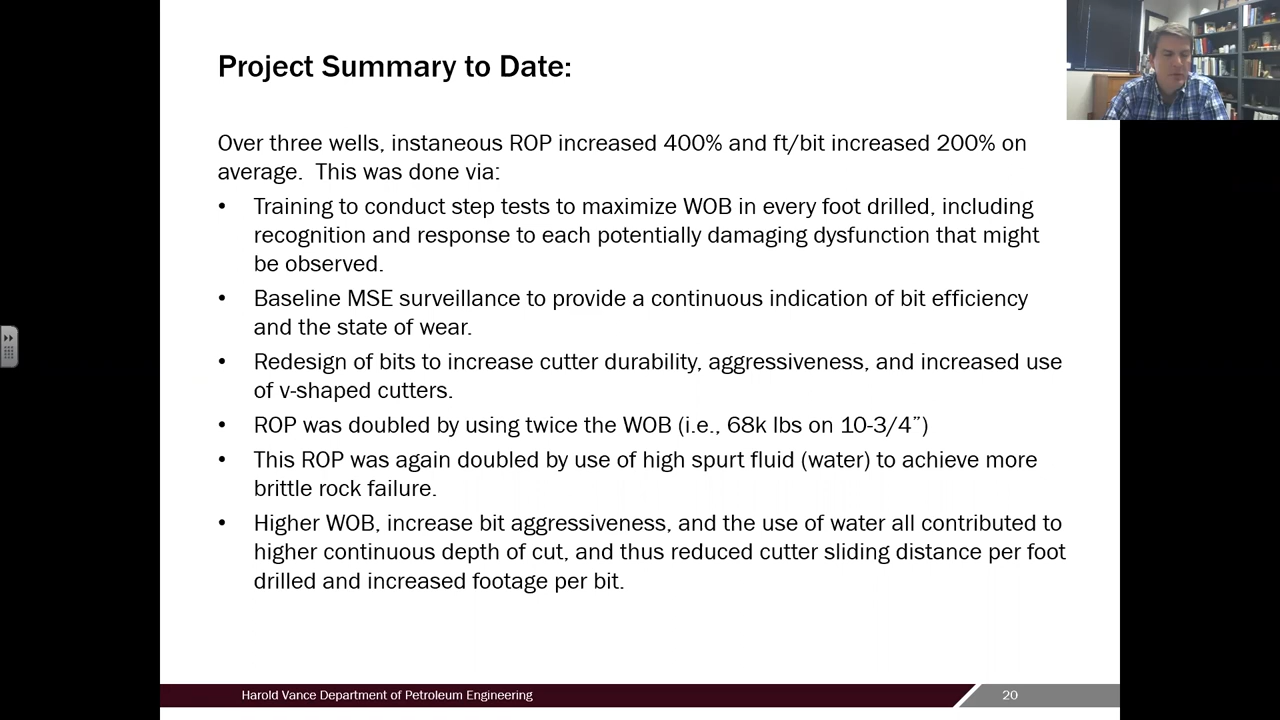 Project Summary to Date:
Over three wells, instaneous ROP increased 400% and ft/bit increased 200% on
average.  This was done via:
• Training to conduct step tests to maximize WOB in every foot drilled, including
recognition and response to each potentially damaging dysfunction that might
be observed.
• Baseline MSE surveillance to provide a continuous indication of bit efficiency
and the state of wear.
• Redesign of bits to increase cutter durability, aggressiveness, and increased use
of v-shaped cutters.
• ROP was doubled by using twice the WOB (i.e., 68k lbs on 10-3/4”)
• This ROP was again doubled by use of high spurt fluid (water) to achieve more
brittle rock failure.
• Higher WOB, increase bit aggressiveness, and the use of water all contributed to
higher continuous depth of cut, and thus reduced cutter sliding distance per foot
drilled and increased footage per bit.
Harold Vance Department of Petroleum Engineering
20